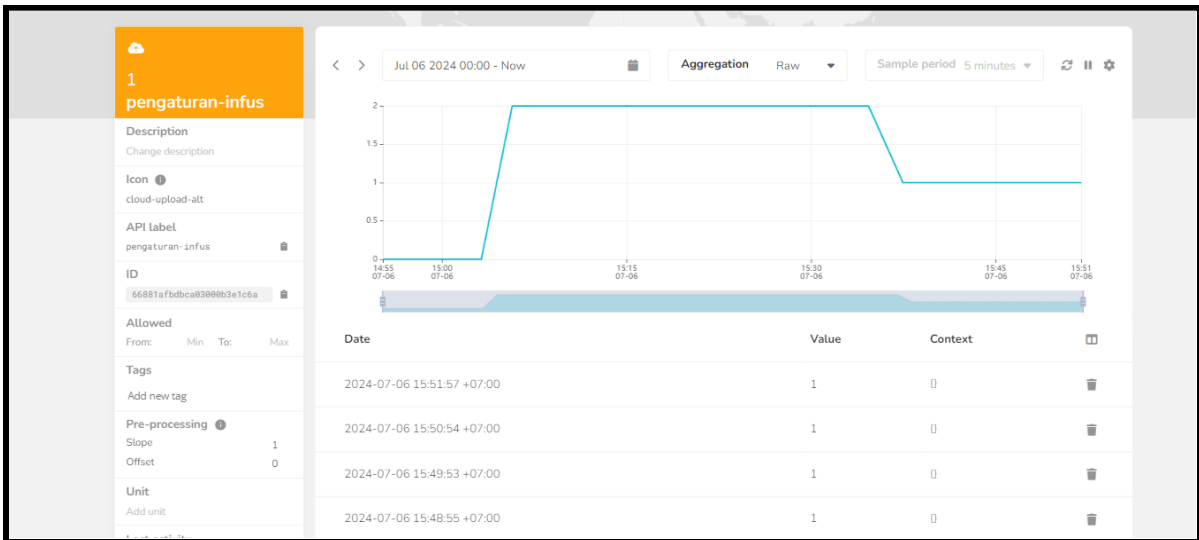 1
pengaturan-infus
Description
Change description
Icon
cloud-upload-alt
API label
pengaturan-infus
ID
66881afbdbca03000b3e1c6a
Allowed
From: Min To: Max
Tags
Add new tag
Pre-processing
Slope 1
Offset 0
Unit
Add unit
Last activity
Jul 06 2024 00:00 - Now
Aggregation Raw
Sample period 5 minutes
2
1.5
1
0.5
0
14:55 15:00 15:15 15:30 15:45 15:51
07-06 07-06 07-06 07-06 07-06 07-06
Date Value Context
2024-07-06 15:51:57 +07:00 1 {}
2024-07-06 15:50:54 +07:00 1 {}
2024-07-06 15:49:53 +07:00 1 {}
2024-07-06 15:48:55 +07:00 1 {}